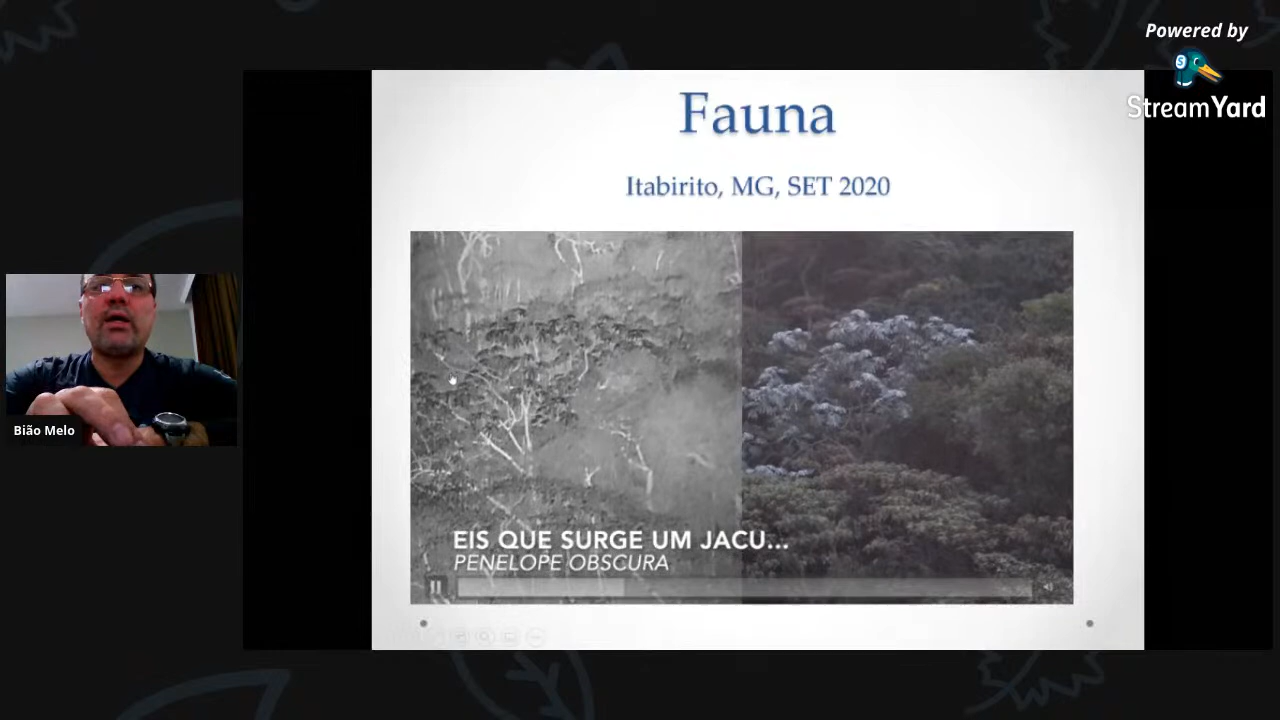 Powered by
StreamYard
Fauna
Itabirito, MG, SET 2020
EIS QUE SURGE UM JACU...
PENELOPE OBSCURA
Bião Melo